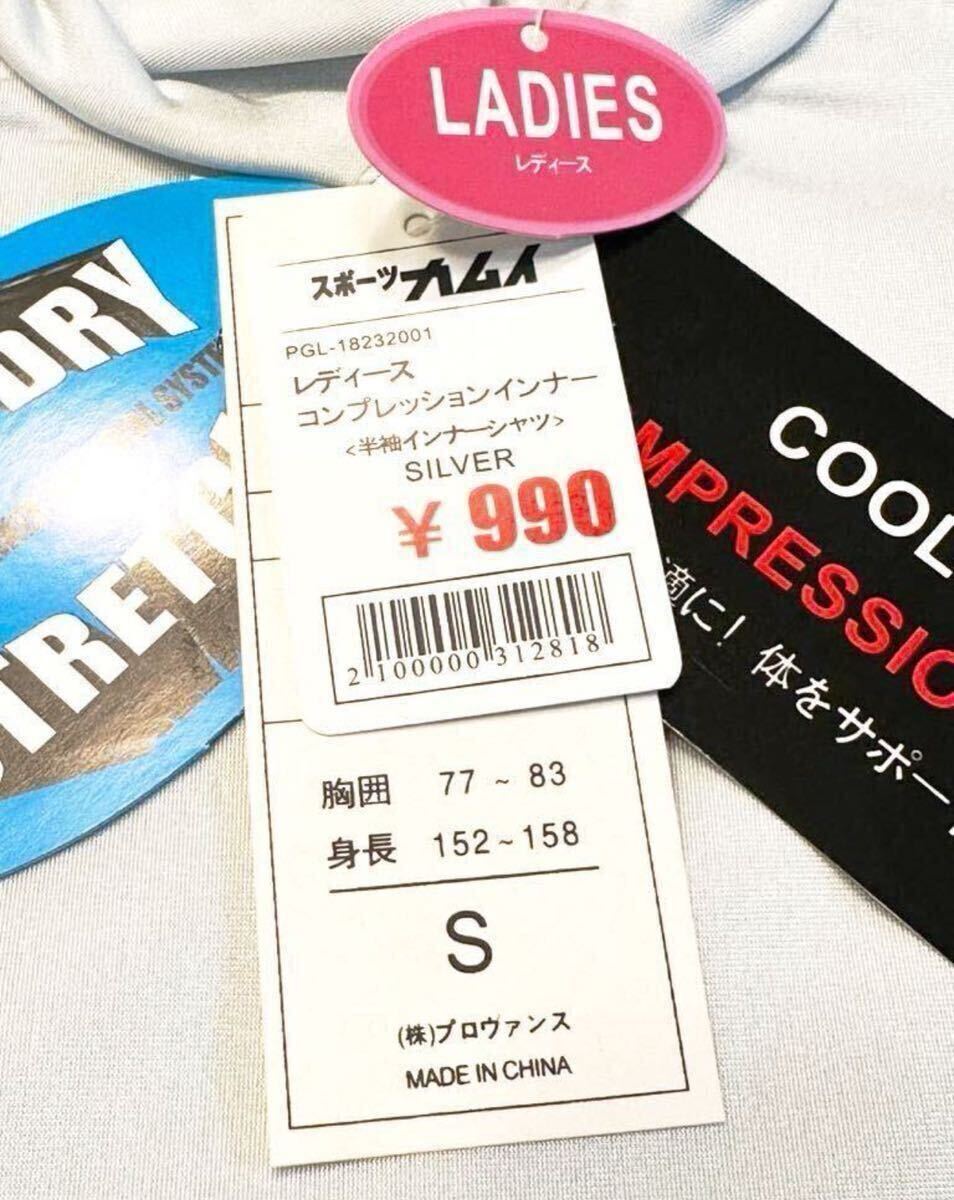 LADIES
レディース
DRY
STRETCH
スポーツカムイ
PGL-18232001
レディース
コンプレッションインナー
<半袖インナーシャツ>
SILVER
¥990
2100000312818
胸囲 77～83
身長 152～158
S
(株)プロヴァンス
MADE IN CHINA
COOL
MPRESSIO
適に! 体をサポー